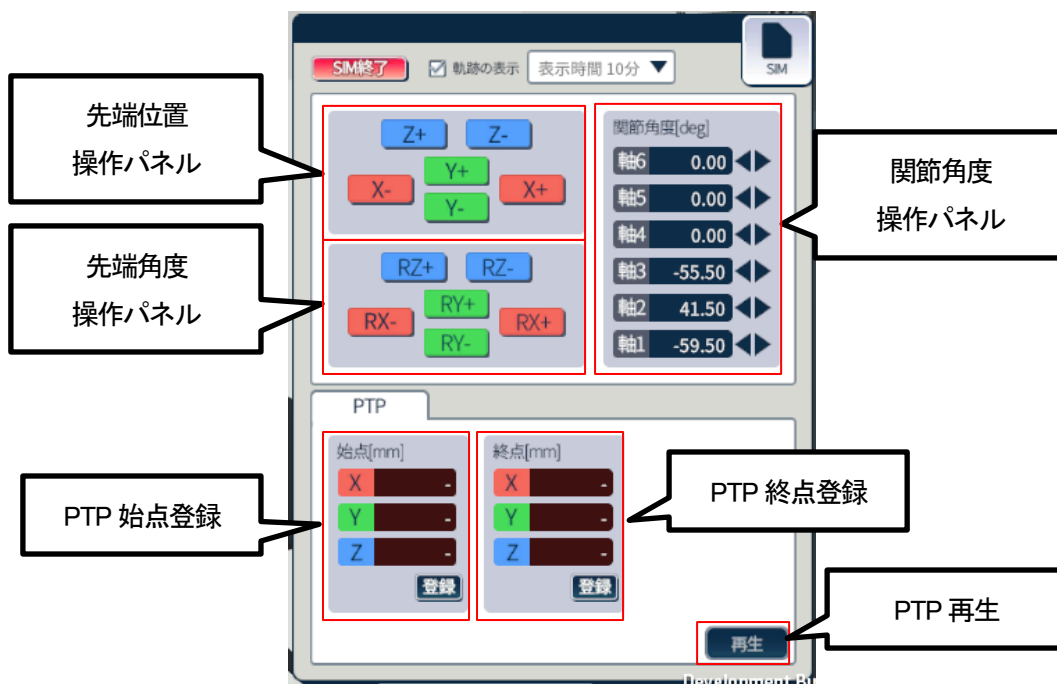 SIM終了
軌跡の表示
表示時間 10分
SIM
先端位置
操作パネル
Z+
Z-
Y+
X-
X+
Y-
先端角度
操作パネル
RZ+
RZ-
RY+
RX-
RX+
RY-
関節角度[deg]
軸6 0.00
軸5 0.00
軸4 0.00
軸3 -55.50
軸2 41.50
軸1 -59.50
関節角度
操作パネル
PTP
PTP 始点登録
始点[mm]
X -
Y -
Z -
登録
終点[mm]
X -
Y -
Z -
登録
PTP 終点登録
再生
PTP 再生
Development